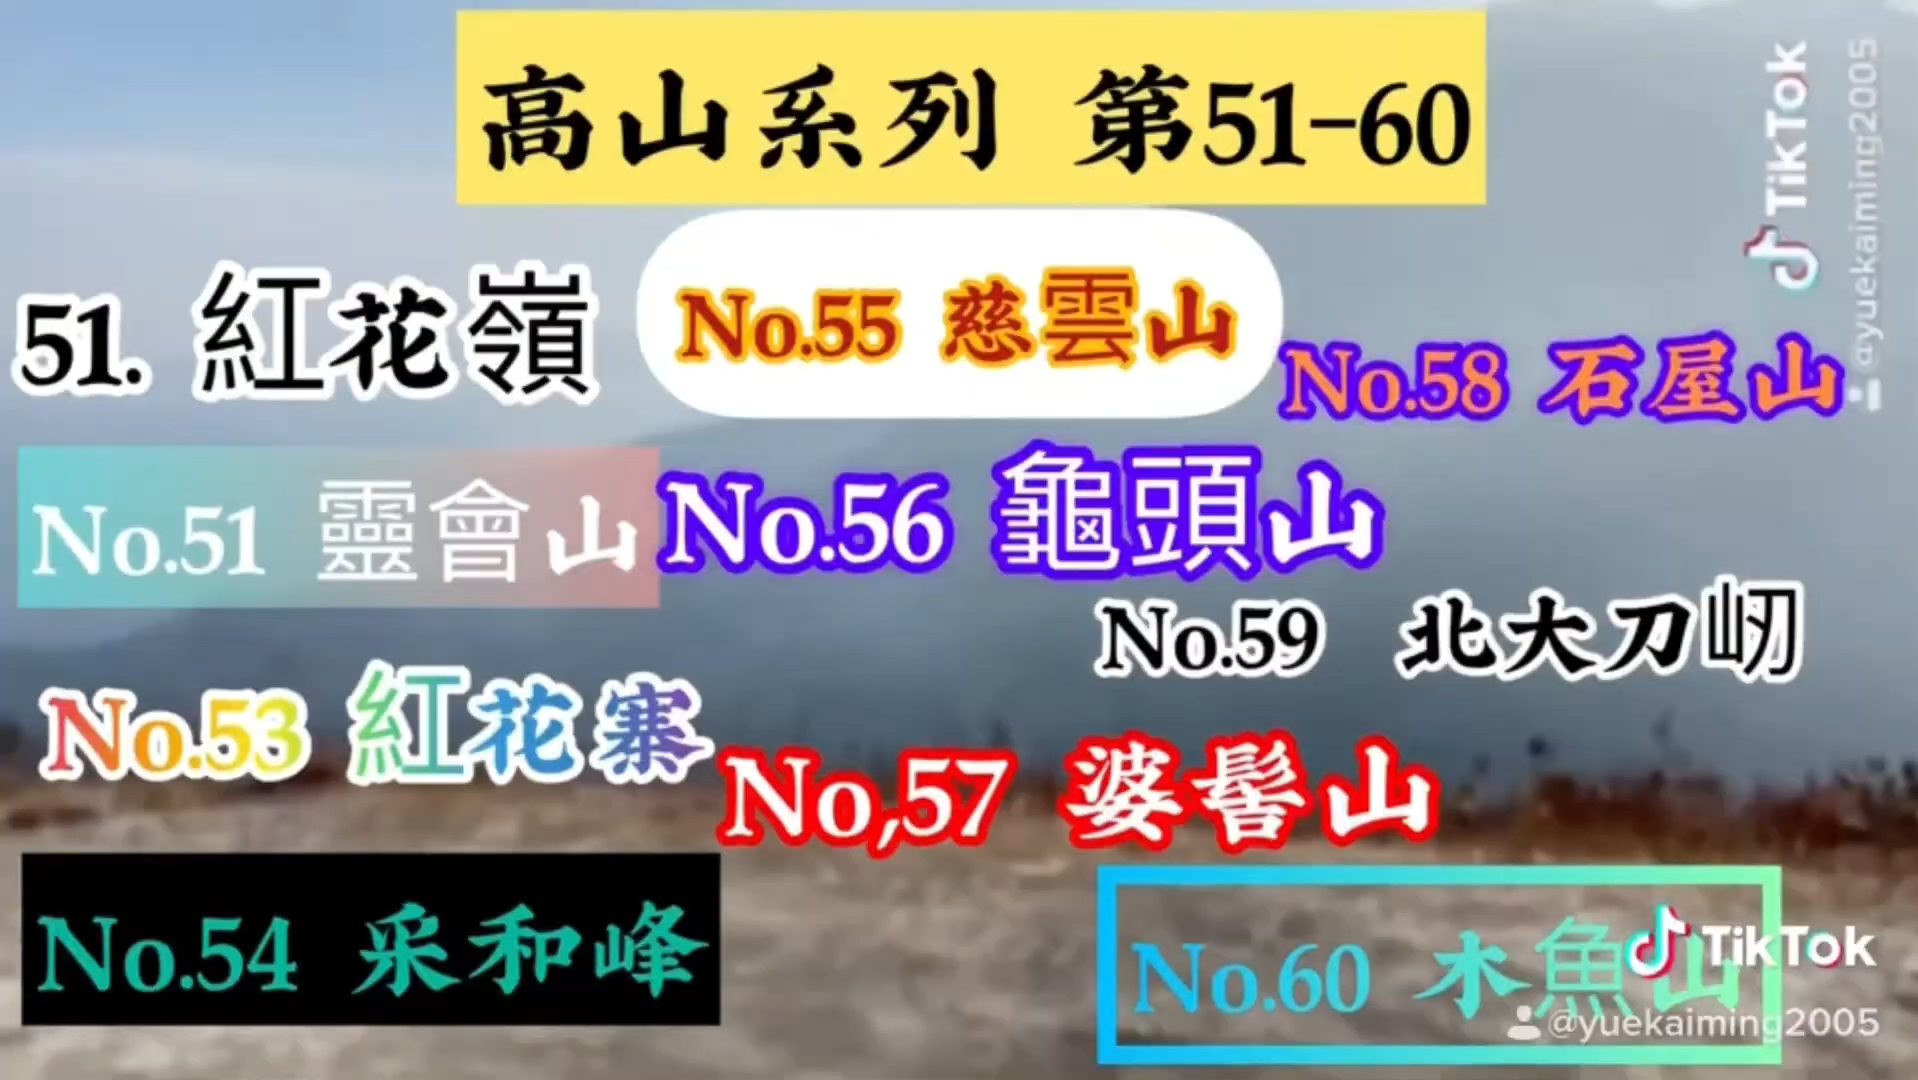 高山系列 第51-60
51. 紅花嶺
No.51 靈會山
No.53 紅花寨
No.54 采和峰
No.55 慈雲山
No.56 龜頭山
No,57 婆髻山
No.58 石屋山
No.59 北大刀屻
No.60 木魚山
TikTok
@yuekaiming2005
TikTok
@yuekaiming2005